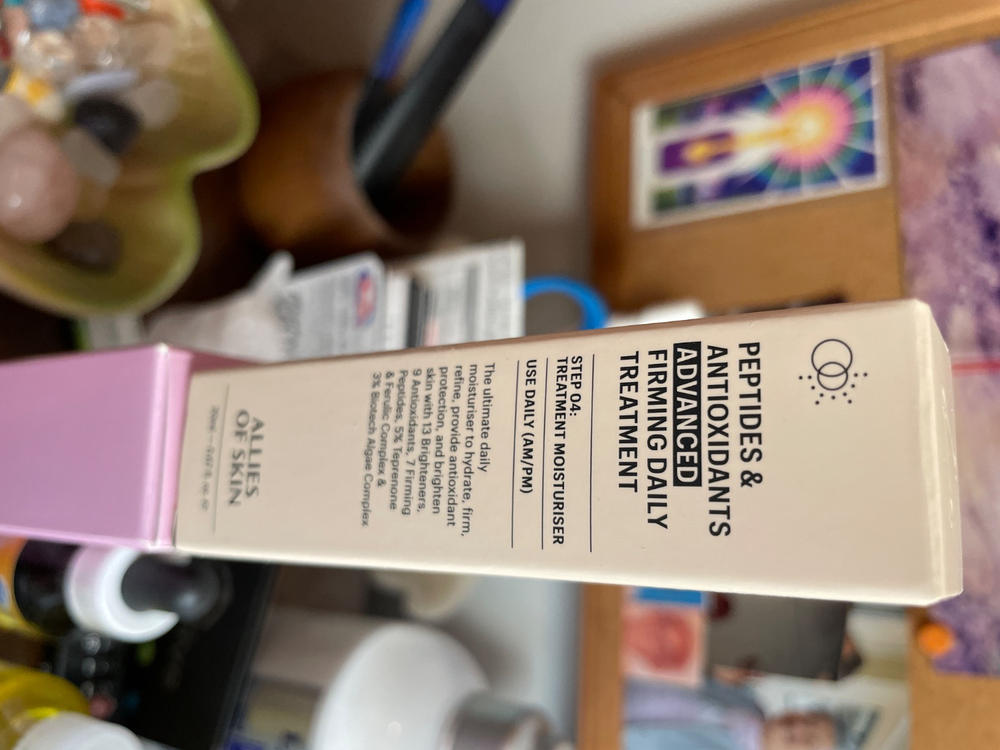 PEPTIDES &
ANTIOXIDANTS
ADVANCED
FIRMING DAILY
TREATMENT
STEP 04:
TREATMENT MOISTURISER
USE DAILY (AM/PM)
The ultimate daily
moisturiser to hydrate, firm,
refine, provide antioxidant
protection, and brighten
skin with 13 Brighteners,
9 Antioxidants, 7 Firming
Peptides, 5% Teprenone
& Ferulic Complex &
3% Biotech Algae Complex
ALLIES
OF SKIN